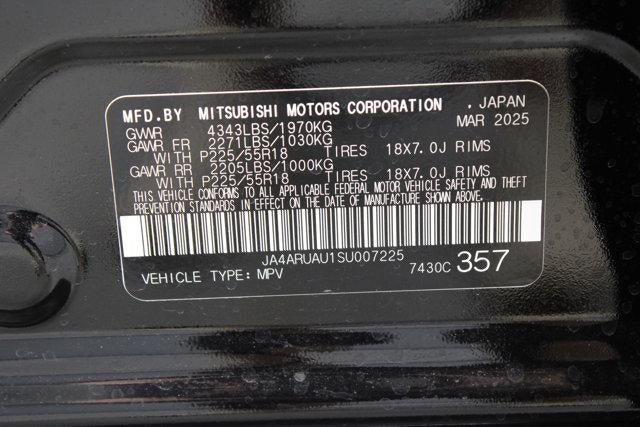 MFD.BY MITSUBISHI MOTORS CORPORATION , JAPAN
GVWR 4343LBS/1970KG MAR 2025
GAWR FR 2271LBS/1030KG
WITH P225/55R18 TIRES 18X7.0J RIMS
GAWR RR 2205LBS/1000KG
WITH P225/55R18 TIRES 18X7.0J RIMS
THIS VEHICLE CONFORMS TO ALL APPLICABLE FEDERAL MOTOR VEHICLE SAFETY AND THEFT
PREVENTION STANDARDS IN EFFECT ON THE DATE OF MANUFACTURE SHOWN ABOVE.
JA4ARUAU1SU007225
VEHICLE TYPE: MPV 7430C 357